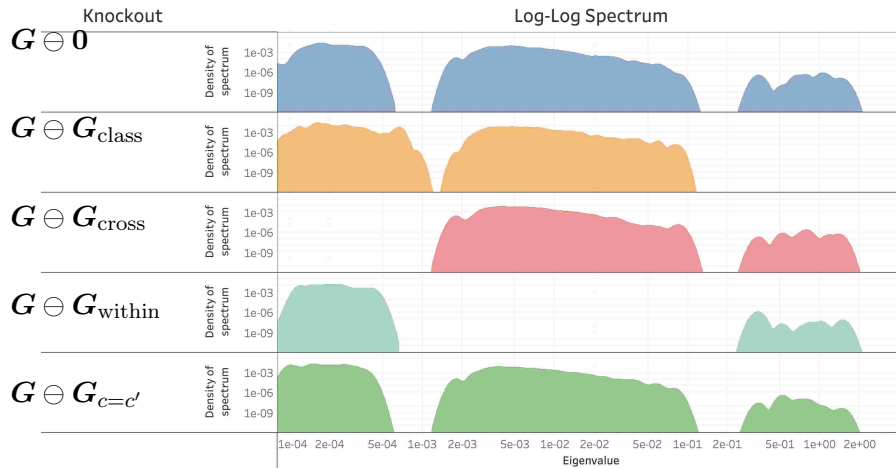 Knockout Log-Log Spectrum
G ⊖ 0
Density of spectrum
1e-03
1e-06
1e-09
G ⊖ G_class
Density of spectrum
1e-03
1e-06
1e-09
G ⊖ G_cross
Density of spectrum
1e-03
1e-06
1e-09
G ⊖ G_within
Density of spectrum
1e-03
1e-06
1e-09
G ⊖ G_{c=c'}
Density of spectrum
1e-03
1e-06
1e-09
1e-04 2e-04 5e-04 1e-03 2e-03 5e-03 1e-02 2e-02 5e-02 1e-01 2e-01 5e-01 1e+00 2e+00
Eigenvalue